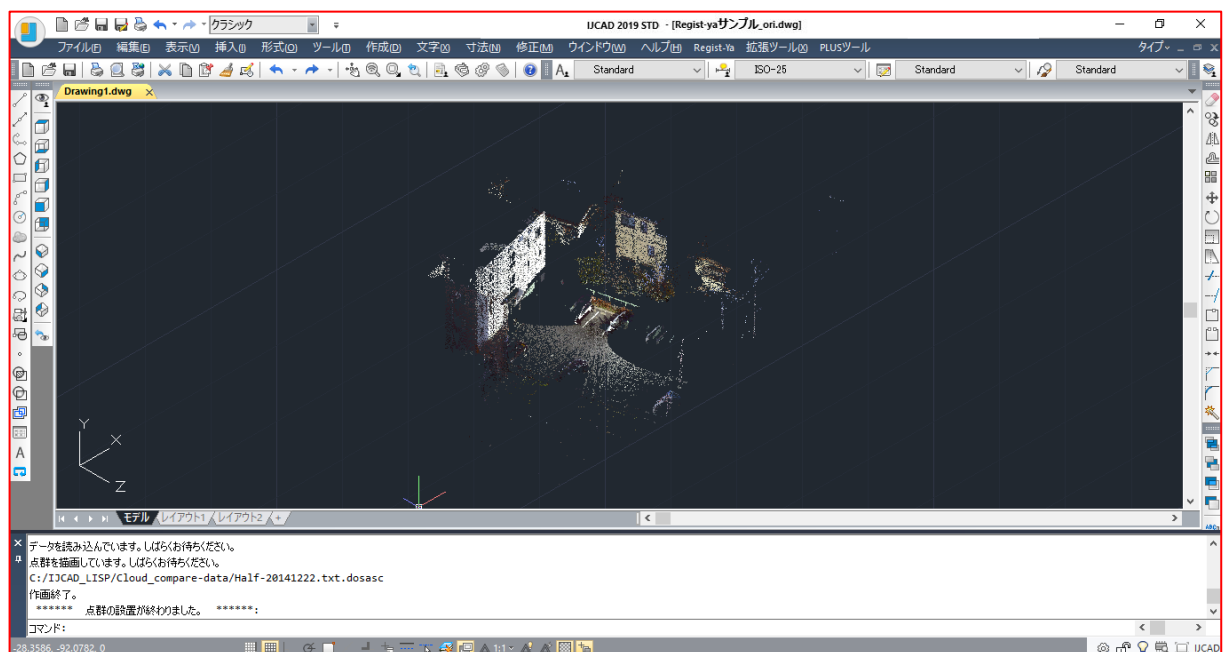 クラシック
IJCAD 2019 STD - [Regist-yaサンプル_ori.dwg]
ファイル(F) 編集(E) 表示(V) 挿入(I) 形式(O) ツール(T) 作成(D) 文字(X) 寸法(N) 修正(M) ウインドウ(W) ヘルプ(H) Regist-Ya 拡張ツール(X) PLUSツール タイプ
Standard ISO-25 Standard Standard
Drawing1.dwg
Y
X
Z
モデル レイアウト1 レイアウト2 +
データを読み込んでいます。しばらくお待ちください。
点群を描画しています。しばらくお待ちください。
C:/IJCAD_LISP/Cloud_compare-data/Half-20141222.txt.dosasc
作画終了。
****** 点群の設置が終わりました。 ******:
コマンド:
-28.3586, -92.0782, 0 1:1 IJCAD